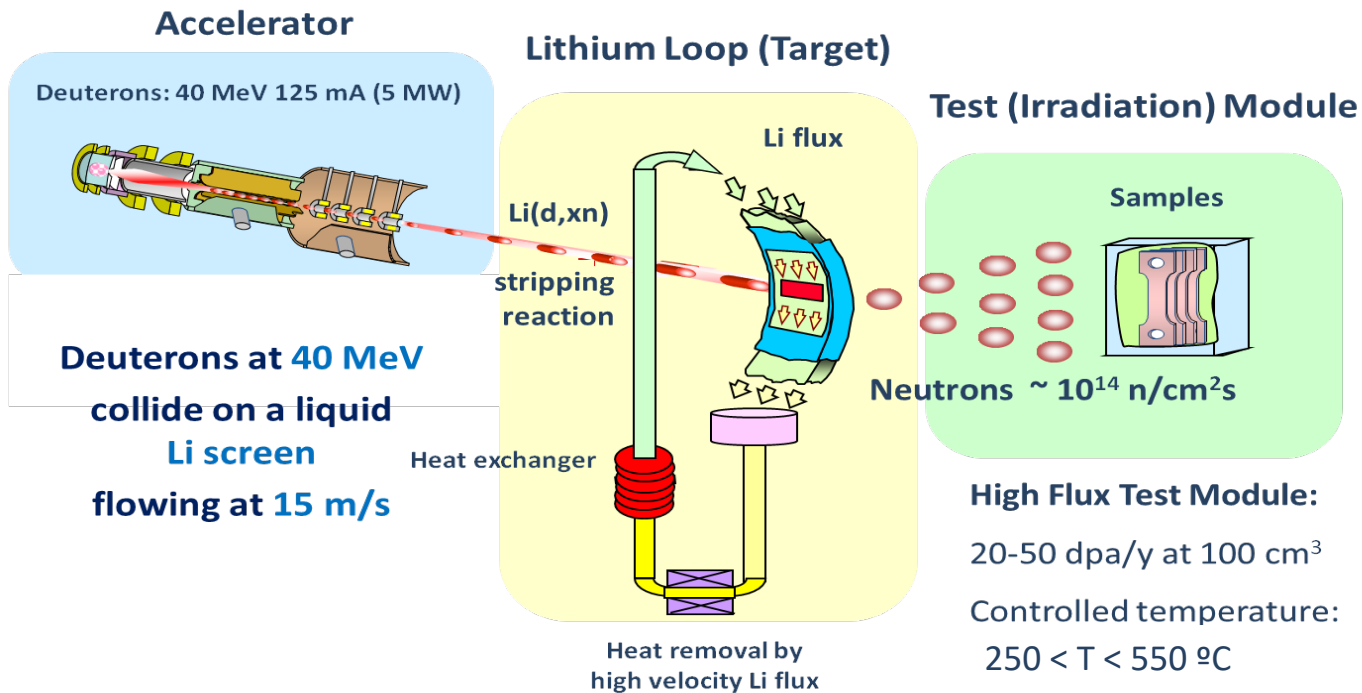 Accelerator
Deuterons: 40 MeV 125 mA (5 MW)
Deuterons at 40 MeV
collide on a liquid
Li screen
flowing at 15 m/s
Lithium Loop (Target)
Li flux
Li(d,xn)
stripping
reaction
Heat exchanger
Heat removal by
high velocity Li flux
Test (Irradiation) Module
Samples
Neutrons ~ 10¹⁴ n/cm²s
High Flux Test Module:
20-50 dpa/y at 100 cm³
Controlled temperature:
250 < T < 550 ºC